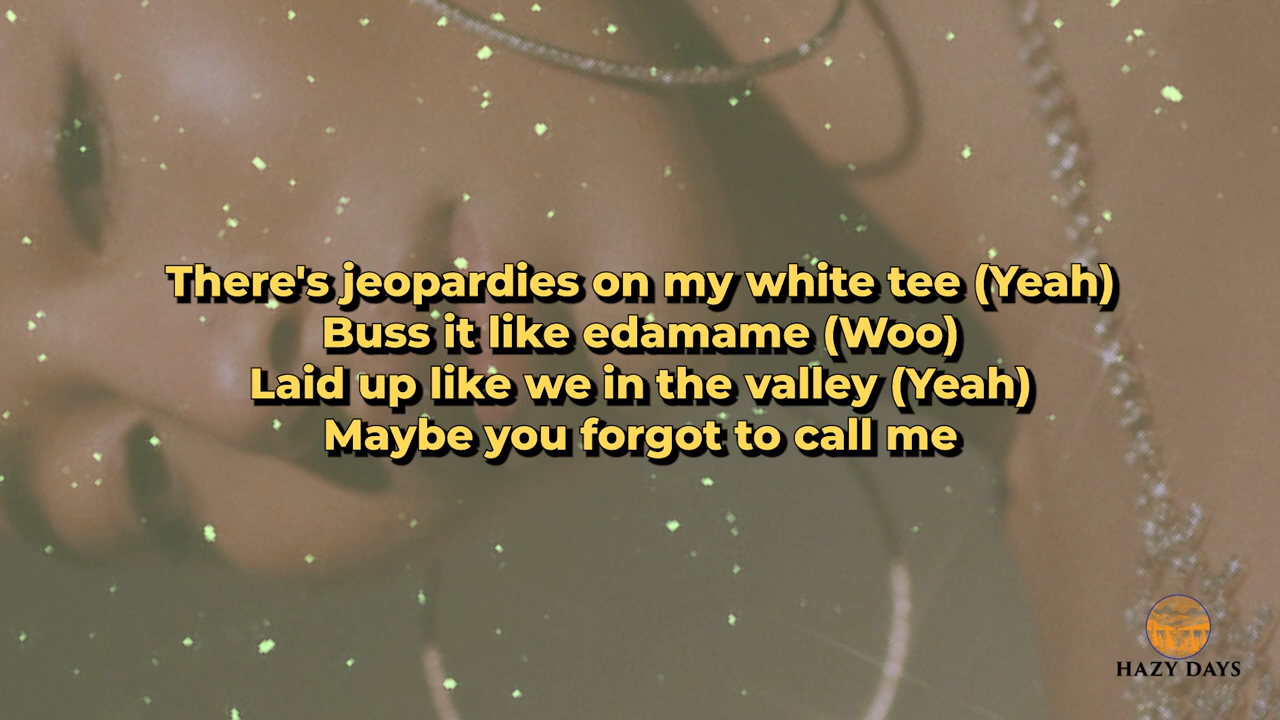 There's jeopardies on my white tee (Yeah)
Buss it like edamame (Woo)
Laid up like we in the valley (Yeah)
Maybe you forgot to call me
HAZY DAYS